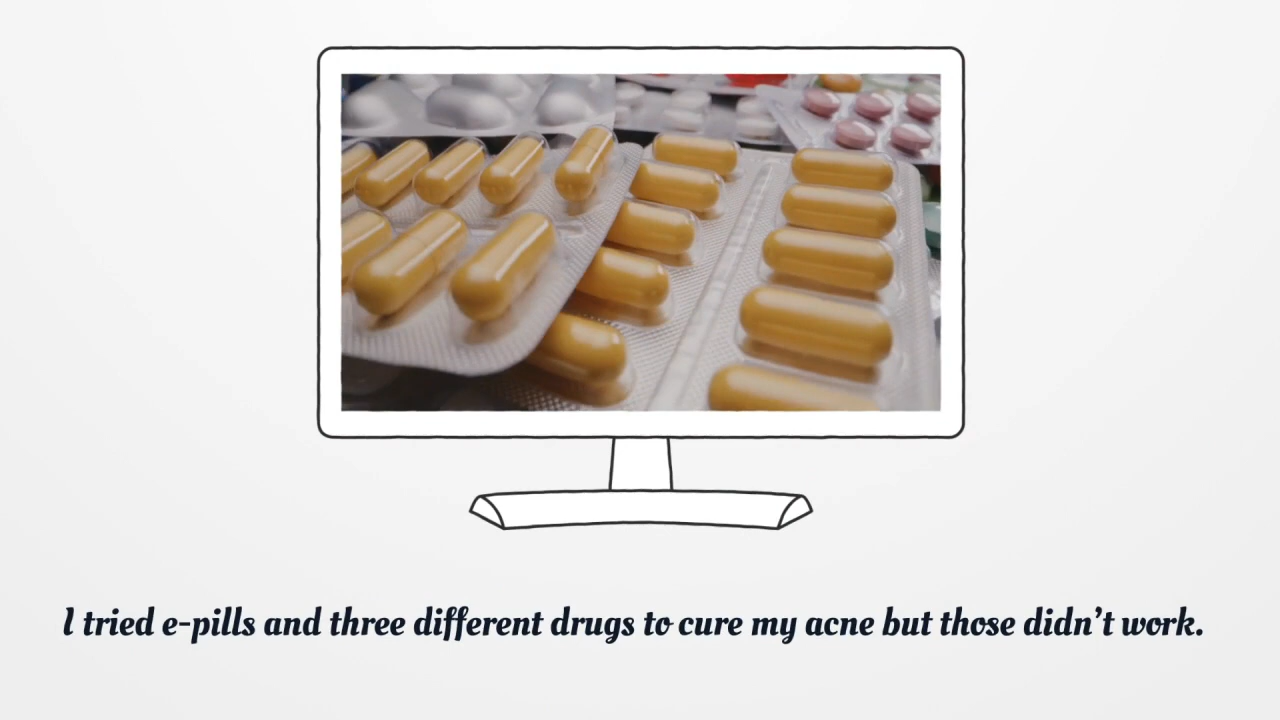 I tried e-pills and three different drugs to cure my acne but those didn’t work.